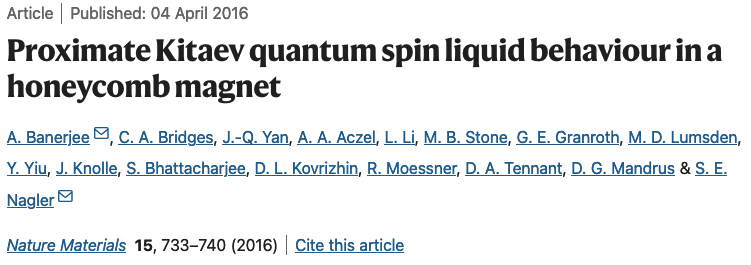 Article | Published: 04 April 2016
Proximate Kitaev quantum spin liquid behaviour in a
honeycomb magnet
A. Banerjee, C. A. Bridges, J.-Q. Yan, A. A. Aczel, L. Li, M. B. Stone, G. E. Granroth, M. D. Lumsden,
Y. Yiu, J. Knolle, S. Bhattacharjee, D. L. Kovrizhin, R. Moessner, D. A. Tennant, D. G. Mandrus & S. E.
Nagler
Nature Materials 15, 733–740 (2016) | Cite this article